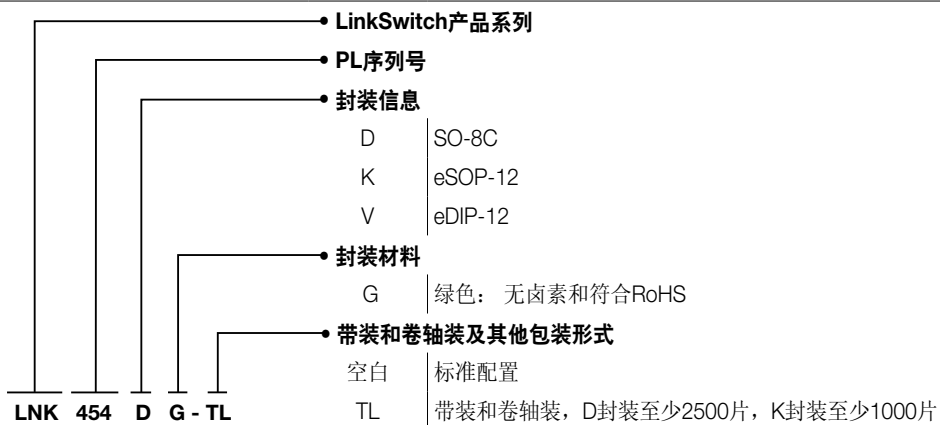 LinkSwitch产品系列
PL序列号
封装信息
D SO-8C
K eSOP-12
V eDIP-12
封装材料
G 绿色： 无卤素和符合RoHS
带装和卷轴装及其他包装形式
空白 标准配置
TL 带装和卷轴装，D封装至少2500片，K封装至少1000片
LNK 454 D G - TL